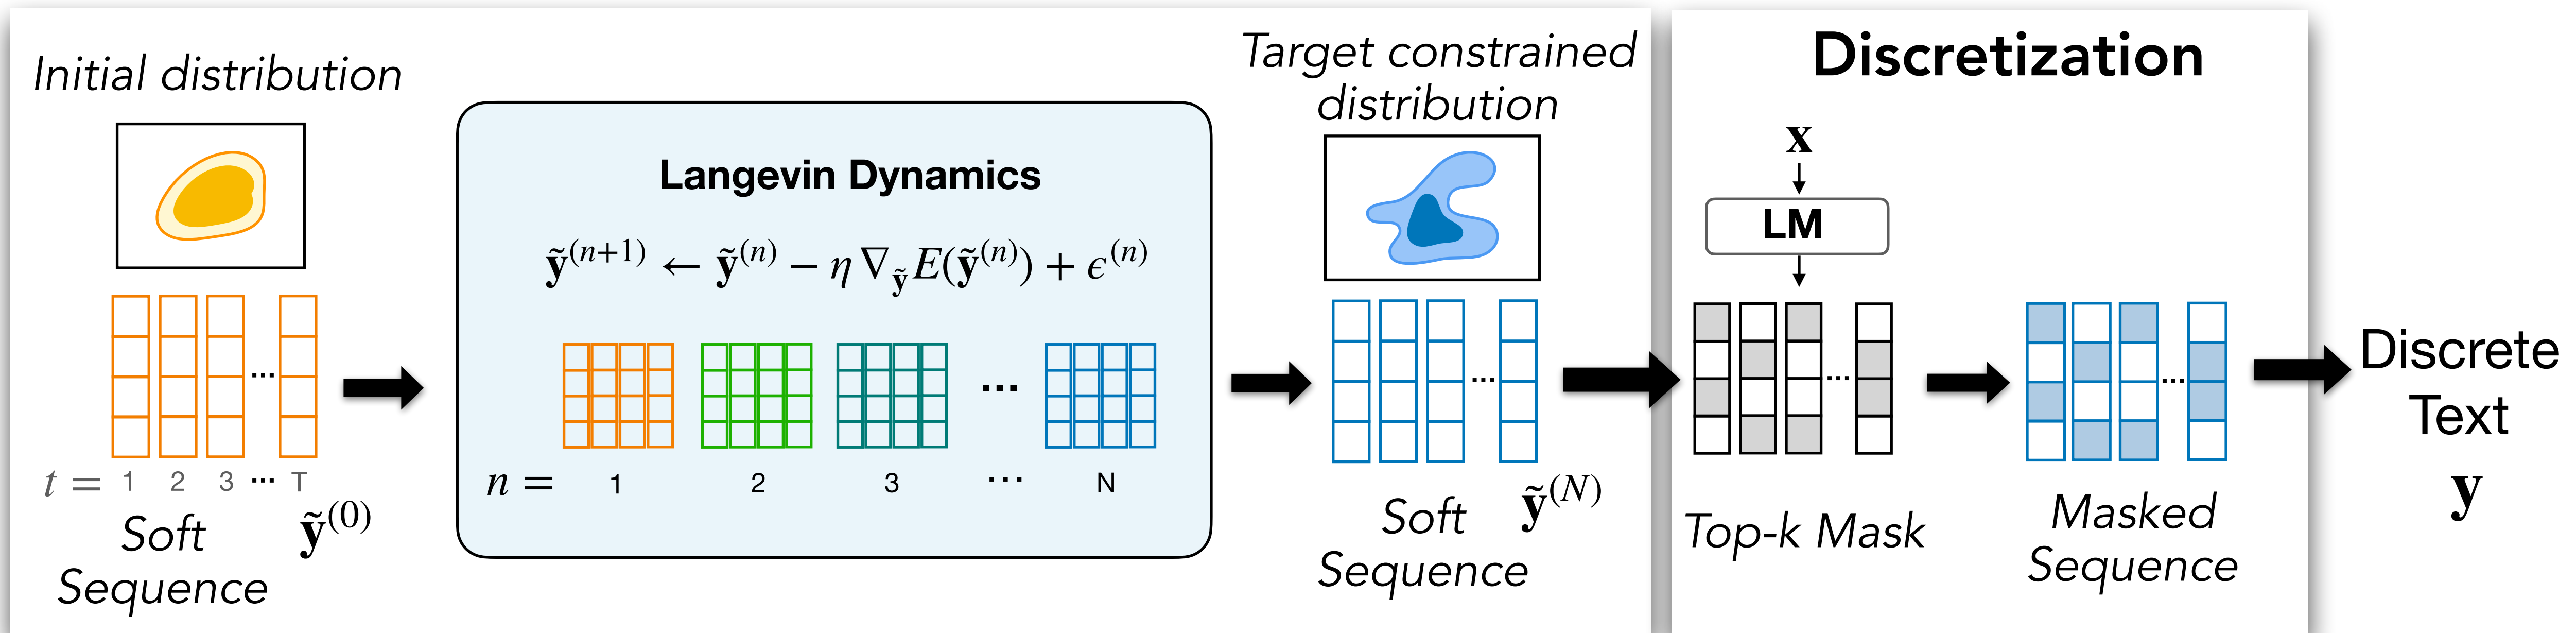 Initial distribution
t = 1 2 3 ... T
Soft
Sequence
ỹ^(0)
Langevin Dynamics
ỹ^(n+1) ← ỹ^(n) − η ∇_ỹ E(ỹ^(n)) + ϵ^(n)
...
n = 1 2 3 ... N
Target constrained
distribution
...
Soft
Sequence
ỹ^(N)
Discretization
x
LM
...
Top-k Mask
...
Masked
Sequence
Discrete
Text
y